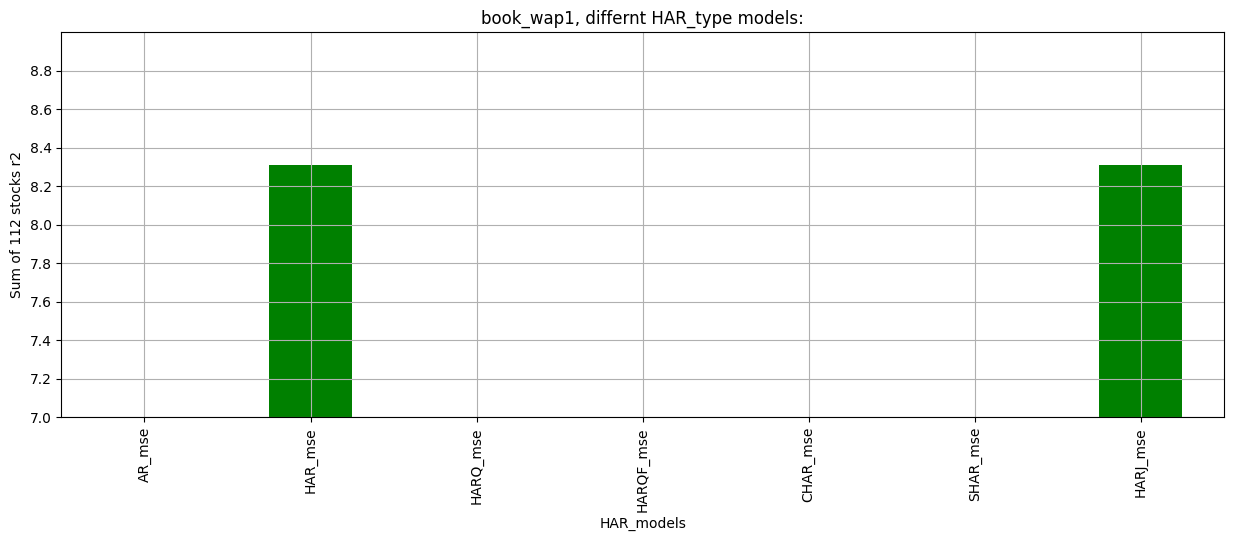 book_wap1, differnt HAR_type models:
Sum of 112 stocks r2
8.8
8.6
8.4
8.2
8.0
7.8
7.6
7.4
7.2
7.0
AR_mse
HAR_mse
HARQ_mse
HARQF_mse
CHAR_mse
SHAR_mse
HARJ_mse
HAR_models